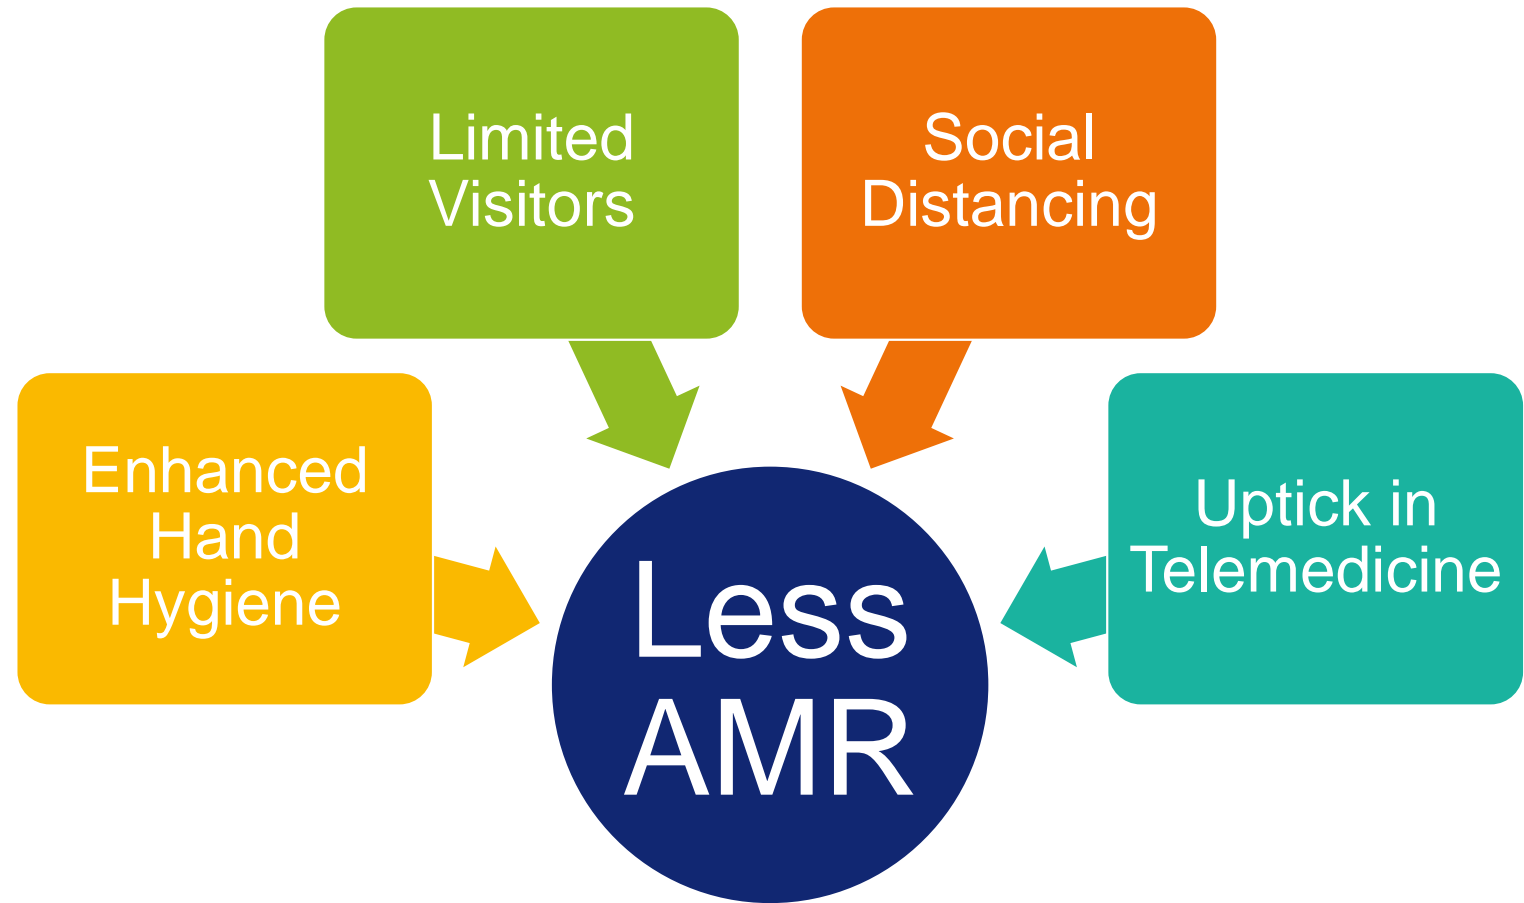 Limited
Visitors
Social
Distancing
Enhanced
Hand
Hygiene
Uptick in
Telemedicine
Less
AMR